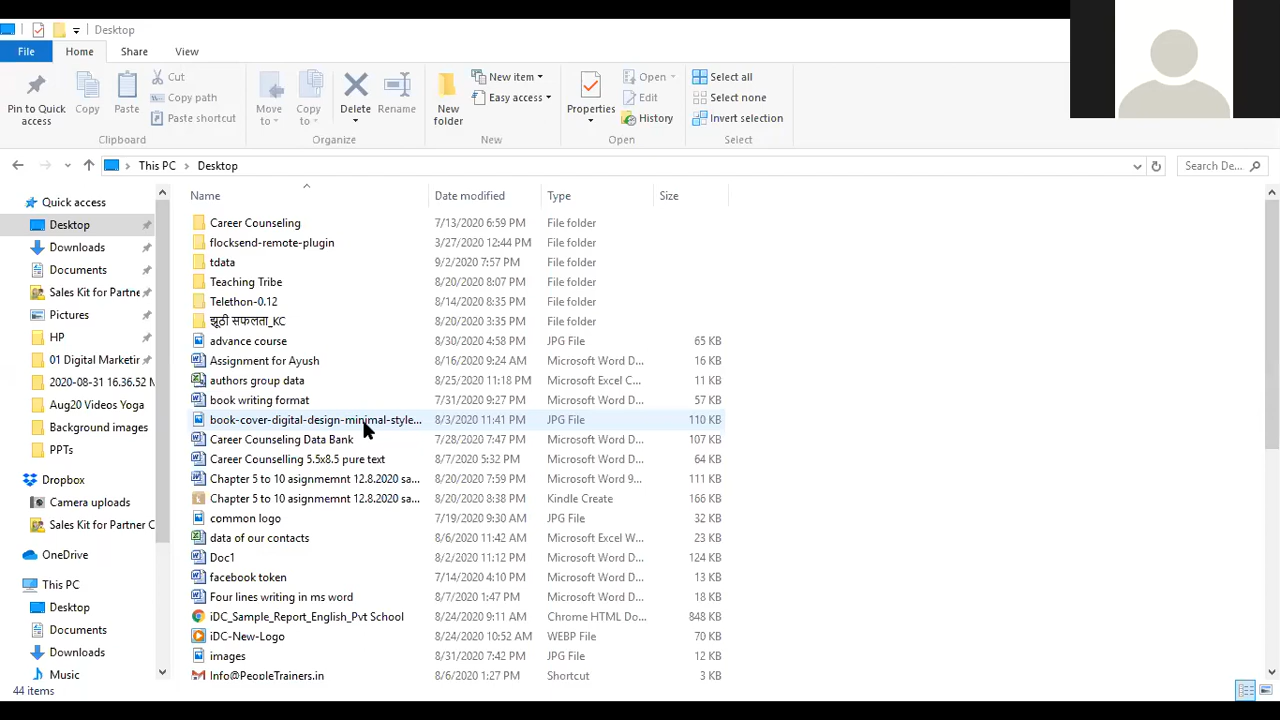 Desktop
File Home Share View
Pin to Quick access
Copy
Paste
Cut
Copy path
Paste shortcut
Clipboard
Move to
Copy to
Delete
Rename
Organize
New folder
New item
Easy access
New
Properties
Open
Edit
History
Open
Select all
Select none
Invert selection
Select
This PC Desktop
Search De...
Quick access
Desktop
Downloads
Documents
Sales Kit for Partne
Pictures
HP
01 Digital Marketin
2020-08-31 16.36.52 M
Aug20 Videos Yoga
Background images
PPTs
Dropbox
Camera uploads
Sales Kit for Partner C
OneDrive
This PC
Desktop
Documents
Downloads
Music
Name Date modified Type Size
Career Counseling 7/13/2020 6:59 PM File folder
flocksend-remote-plugin 3/27/2020 12:44 PM File folder
tdata 9/2/2020 7:57 PM File folder
Teaching Tribe 8/20/2020 8:07 PM File folder
Telethon-0.12 8/14/2020 8:35 PM File folder
झूठी सफलता_KC 8/20/2020 3:35 PM File folder
advance course 8/30/2020 4:58 PM JPG File 65 KB
Assignment for Ayush 8/16/2020 9:24 AM Microsoft Word D... 16 KB
authors group data 8/25/2020 11:18 PM Microsoft Excel C... 11 KB
book writing format 7/31/2020 9:27 PM Microsoft Word D... 57 KB
book-cover-digital-design-minimal-style... 8/3/2020 11:41 PM JPG File 110 KB
Career Counseling Data Bank 7/28/2020 7:47 PM Microsoft Word D... 107 KB
Career Counselling 5.5x8.5 pure text 8/7/2020 5:32 PM Microsoft Word D... 64 KB
Chapter 5 to 10 asignmemnt 12.8.2020 sa... 8/20/2020 7:59 PM Microsoft Word 9... 111 KB
Chapter 5 to 10 asignmemnt 12.8.2020 sa... 8/20/2020 8:38 PM Kindle Create 166 KB
common logo 7/19/2020 9:30 AM JPG File 32 KB
data of our contacts 8/6/2020 11:42 AM Microsoft Excel W... 23 KB
Doc1 8/2/2020 11:12 PM Microsoft Word D... 124 KB
facebook token 7/14/2020 4:10 PM Microsoft Word D... 13 KB
Four lines writing in ms word 8/7/2020 1:47 PM Microsoft Word D... 18 KB
iDC_Sample_Report_English_Pvt School 8/24/2020 9:11 AM Chrome HTML Do... 848 KB
iDC-New-Logo 8/24/2020 10:52 AM WEBP File 70 KB
images 8/31/2020 7:42 PM JPG File 12 KB
Info@PeopleTrainers.in 8/6/2020 1:27 PM Shortcut 3 KB
44 items